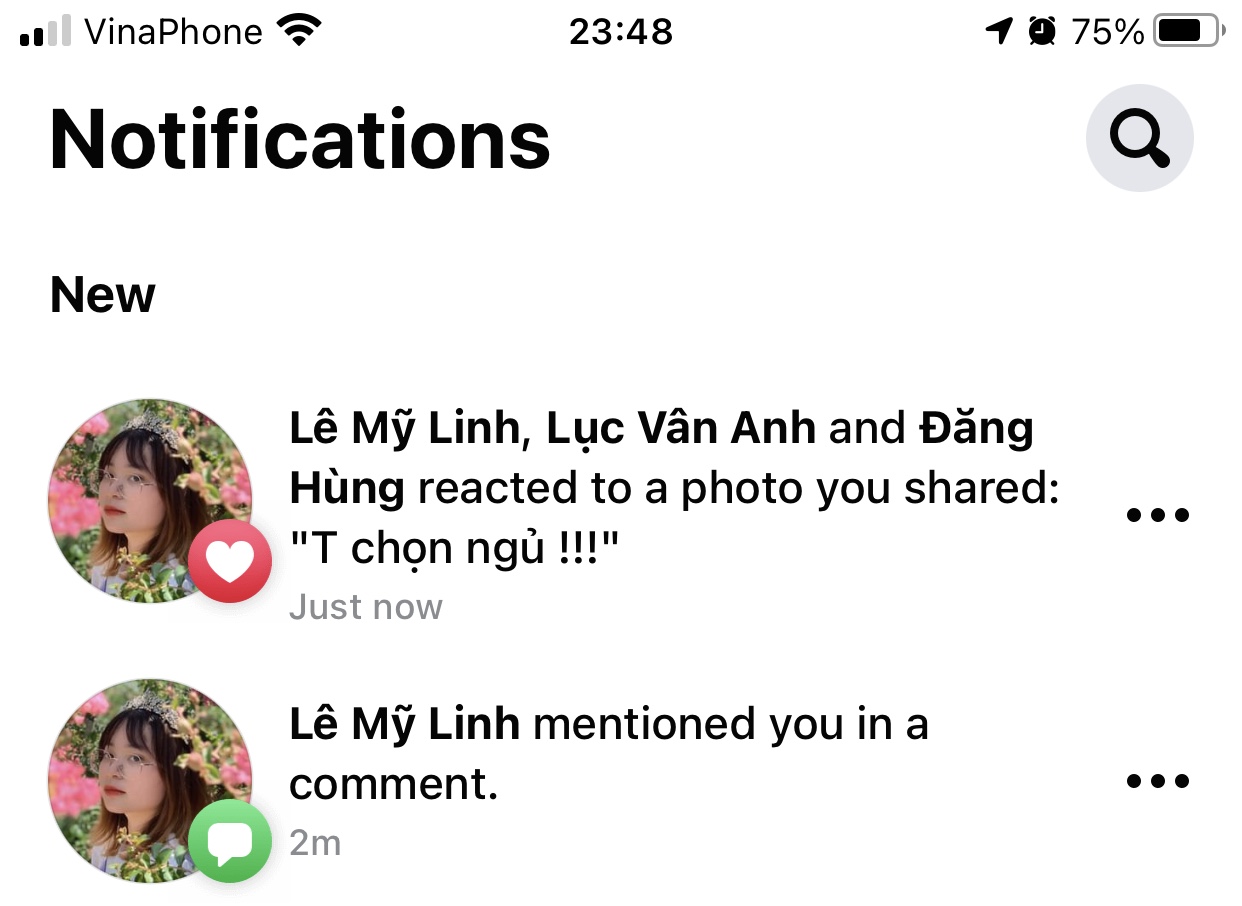 VinaPhone 23:48 75%
Notifications
New
Lê Mỹ Linh, Lục Vân Anh and Đăng
Hùng reacted to a photo you shared:
"T chọn ngủ !!!"
Just now
Lê Mỹ Linh mentioned you in a
comment.
2m